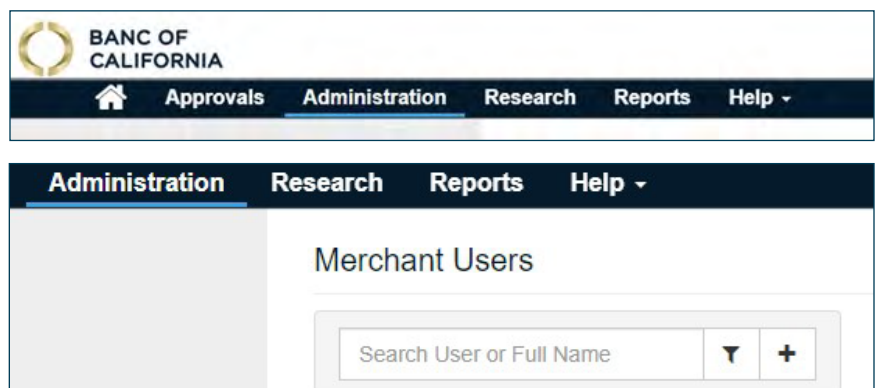 BANC OF
CALIFORNIA
Approvals Administration Research Reports Help
Administration Research Reports Help
Merchant Users
Search User or Full Name